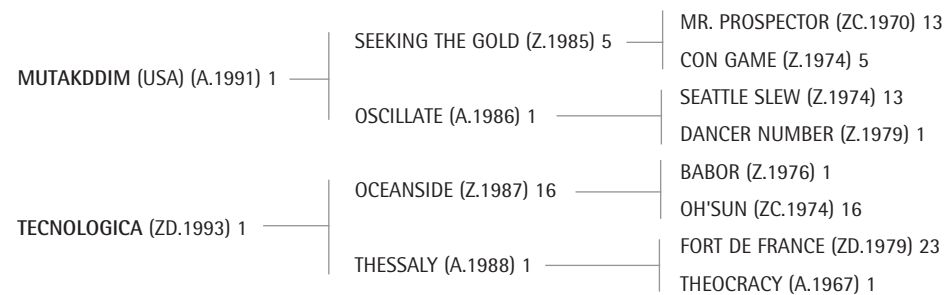 MR. PROSPECTOR (ZC.1970) 13
SEEKING THE GOLD (Z.1985) 5
CON GAME (Z.1974) 5
MUTAKDDIM (USA) (A.1991) 1
SEATTLE SLEW (Z.1974) 13
OSCILLATE (A.1986) 1
DANCER NUMBER (Z.1979) 1
BABOR (Z.1976) 1
OCEANSIDE (Z.1987) 16
OH'SUN (ZC.1974) 16
TECNOLOGICA (ZD.1993) 1
FORT DE FRANCE (ZD.1979) 23
THESSALY (A.1988) 1
THEOCRACY (A.1967) 1